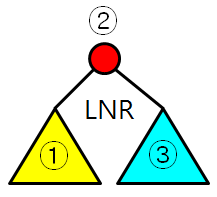 ②
LNR
① ③